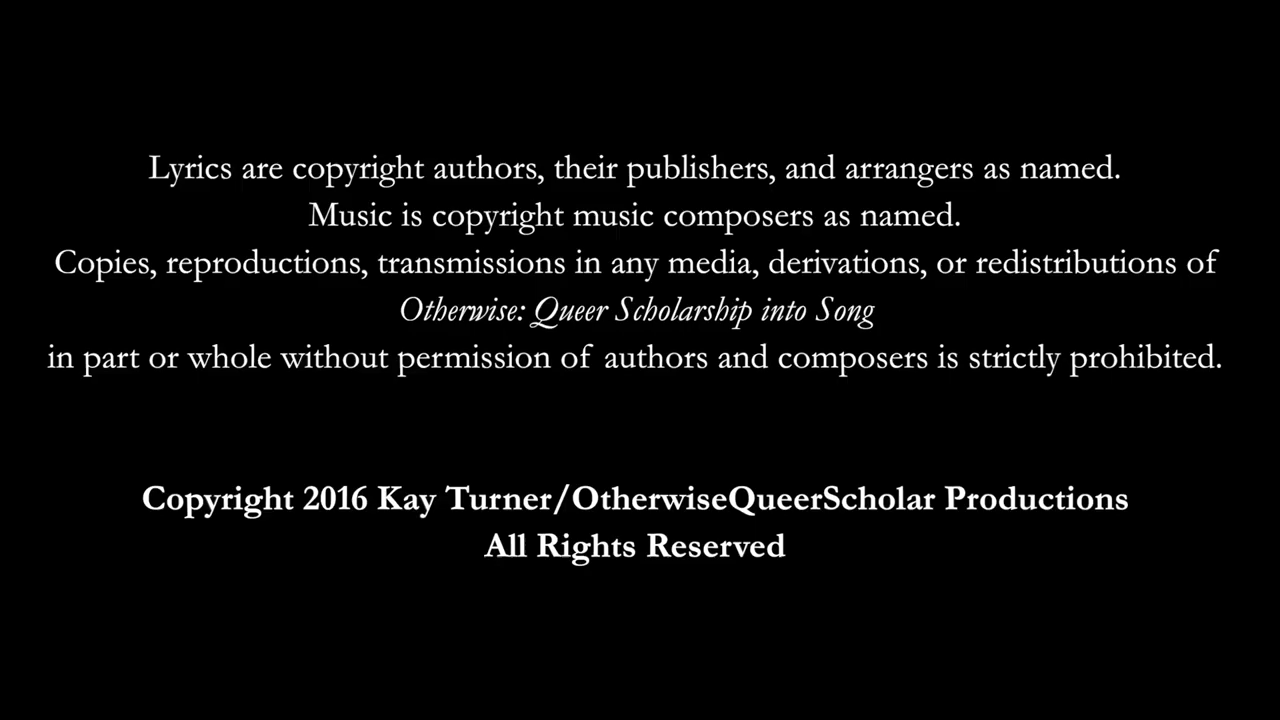 Lyrics are copyright authors, their publishers, and arrangers as named.
Music is copyright music composers as named.
Copies, reproductions, transmissions in any media, derivations, or redistributions of
Otherwise: Queer Scholarship into Song
in part or whole without permission of authors and composers is strictly prohibited.
Copyright 2016 Kay Turner/OtherwiseQueerScholar Productions
All Rights Reserved